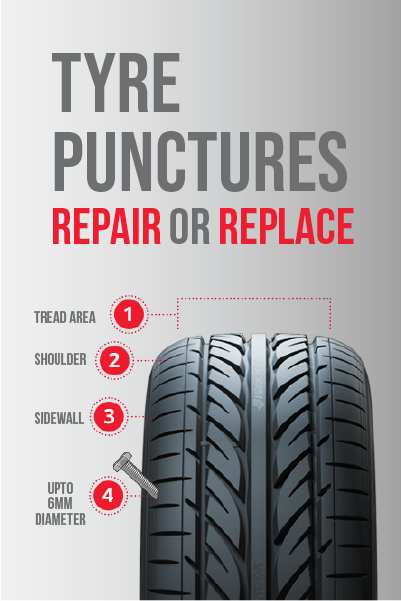 TYRE
PUNCTURES
REPAIR OR REPLACE
TREAD AREA 1
SHOULDER 2
SIDEWALL 3
UPTO
6MM
DIAMETER
4